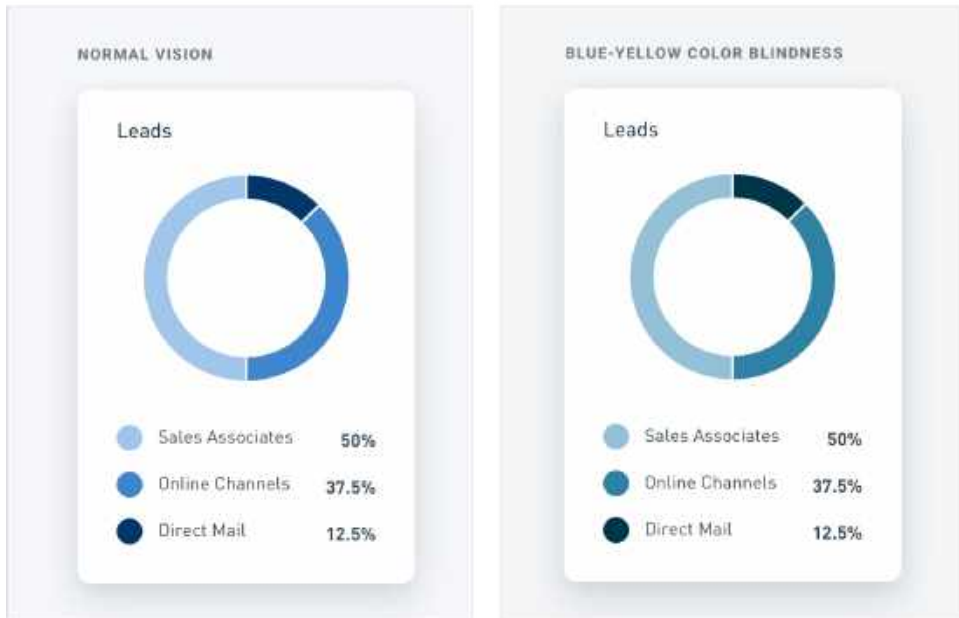 NORMAL VISION
Leads
Sales Associates 50%
Online Channels 37.5%
Direct Mail 12.5%
BLUE-YELLOW COLOR BLINDNESS
Leads
Sales Associates 50%
Online Channels 37.5%
Direct Mail 12.5%